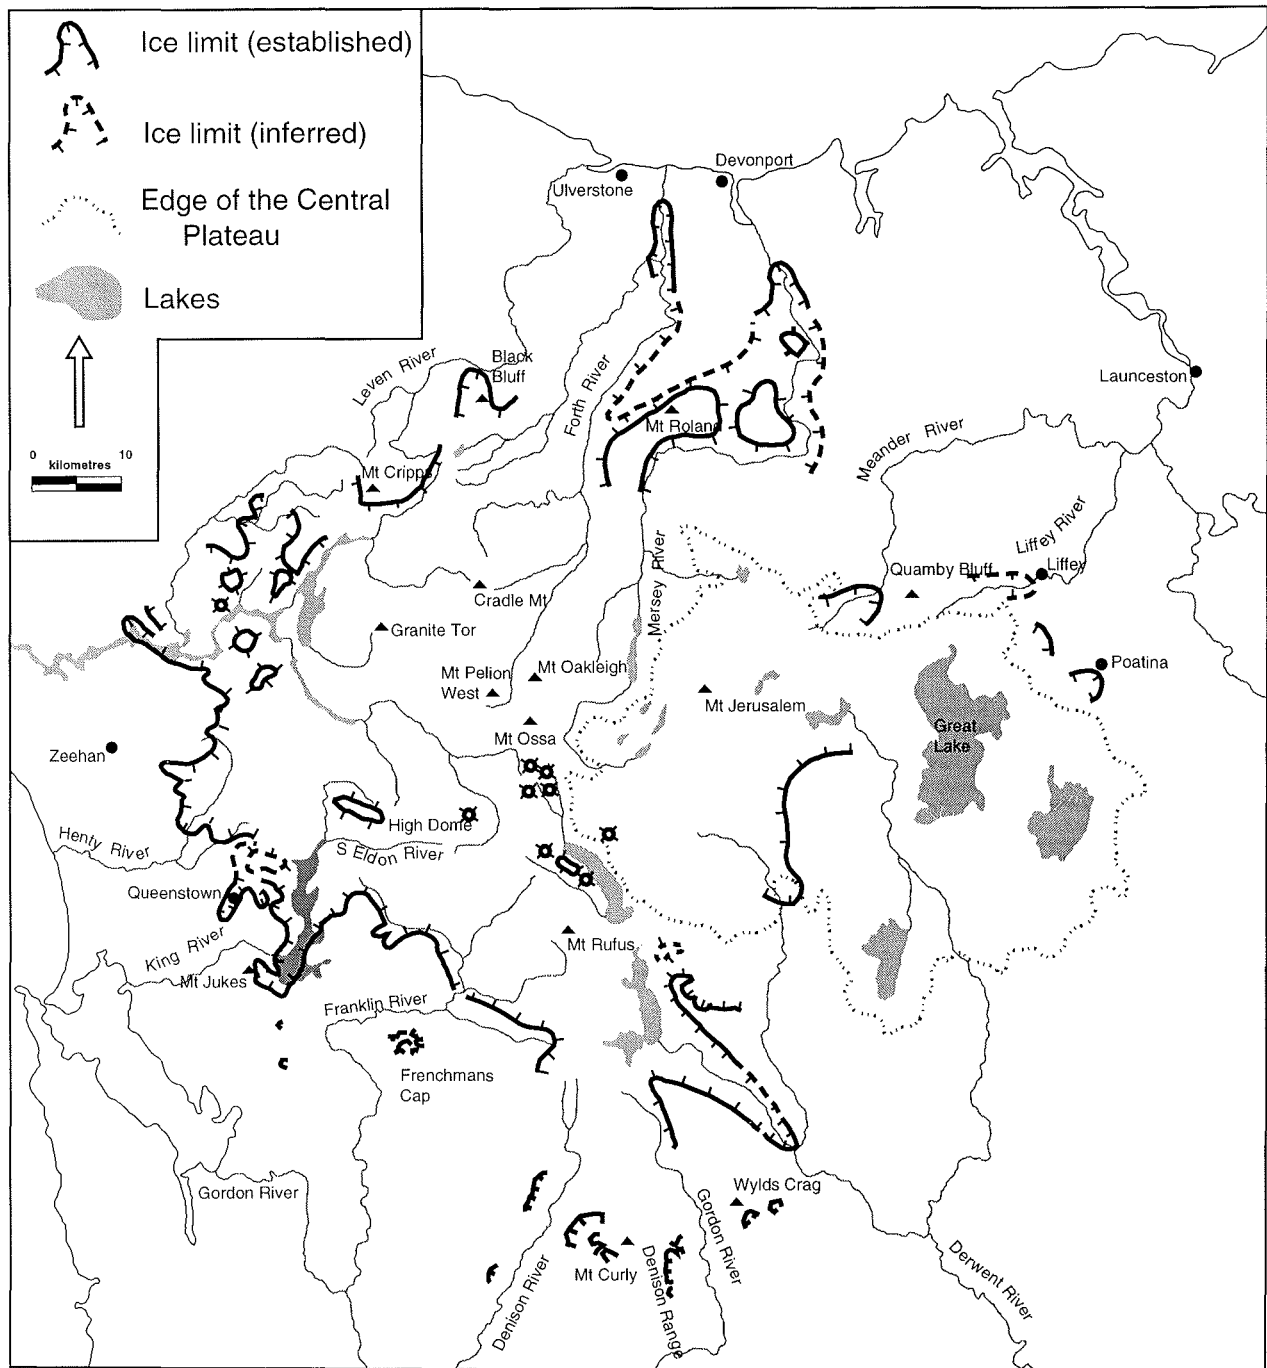 Ice limit (established)
Ice limit (inferred)
Edge of the Central
Plateau
Lakes
0 10
kilometres
Devonport
Ulverstone
Black
Bluff
Leven River
Forth River
Launceston
Mt Roland
Meander River
Mt Cripps
Mersey River
Liffey River
Quamby Bluff
Liffey
Cradle Mt
Granite Tor
Poatina
Mt Oakleigh
Mt Pelion
West
Mt Jerusalem
Great
Lake
Mt Ossa
Zeehan
High Dome
Henty River
S Eldon River
Queenstown
King River
Mt Rufus
Mt Jukes
Franklin River
Frenchmans
Cap
Gordon River
Wylds Crag
Gordon River
Denison River
Mt Curly
Denison Range
Derwent River